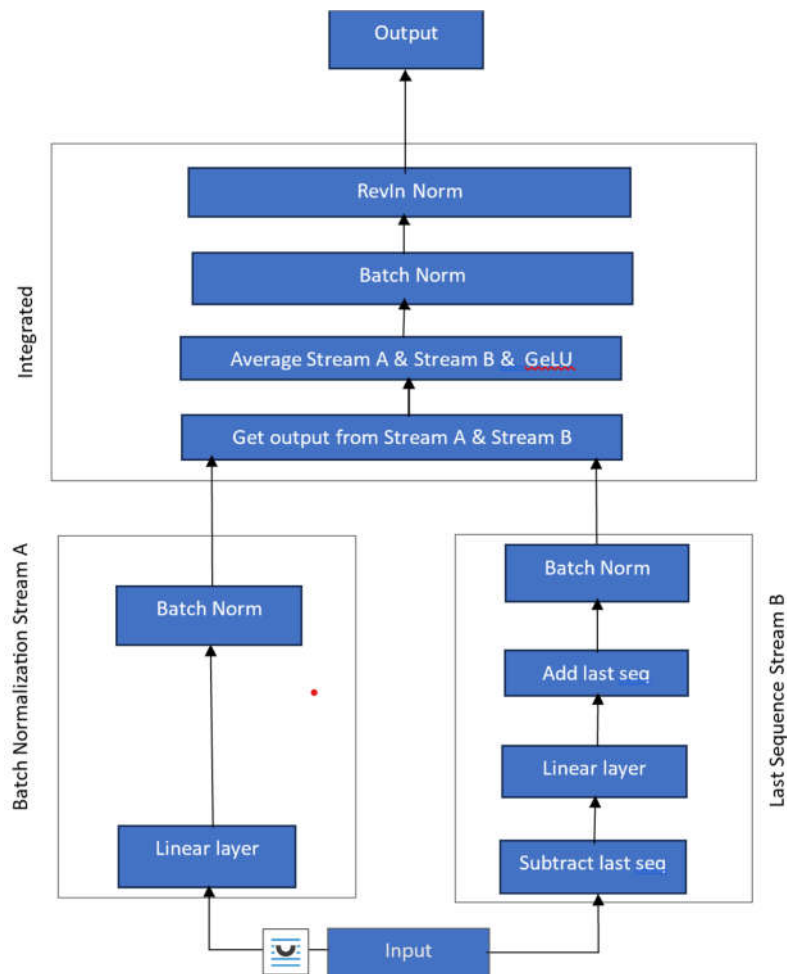 Output
RevIn Norm
Batch Norm
Average Stream A & Stream B & GeLU
Get output from Stream A & Stream B
Integrated
Batch Normalization Stream A
Batch Norm
Linear layer
Batch Norm
Add last seq
Linear layer
Subtract last seq
Last Sequence Stream B
Input